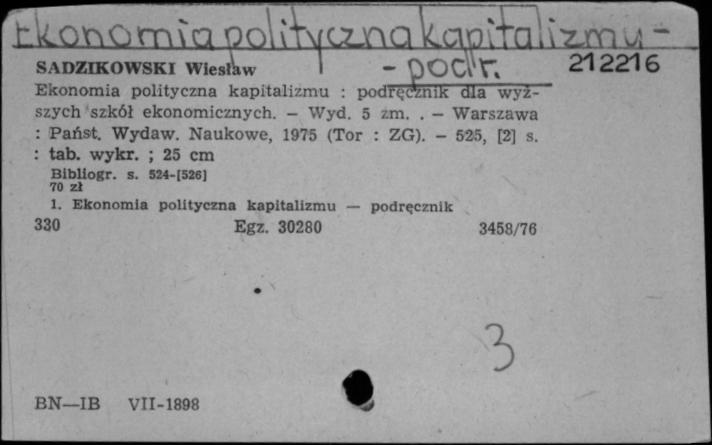 Ekonomia polityczna kapitalizmu -
- podr. 212216
SADZIKOWSKI Wiesław
Ekonomia polityczna kapitalizmu : podręcznik dla wyż-
szych szkół ekonomicznych. — Wyd. 5 zm. . — Warszawa
: Państ. Wydaw. Naukowe, 1975 (Tor : ZG). — 525, [2] s.
: tab. wykr. ; 25 cm
Bibliogr. s. 524-[526]
70 zł
1. Ekonomia polityczna kapitalizmu — podręcznik
330 Egz. 30280 3458/76
3
BN—IB VII-1898